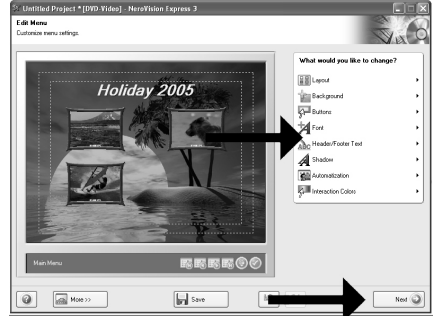 Untitled Project * [DVD-Video] - NeroVision Express 3
Edit Menu
Customize menu settings.
What would you like to change?
Layout
Background
Buttons
Font
Header/Footer Text
Shadow
Automatization
Interaction Colors
Holiday 2005
Main Menu
More >>
Save
Next